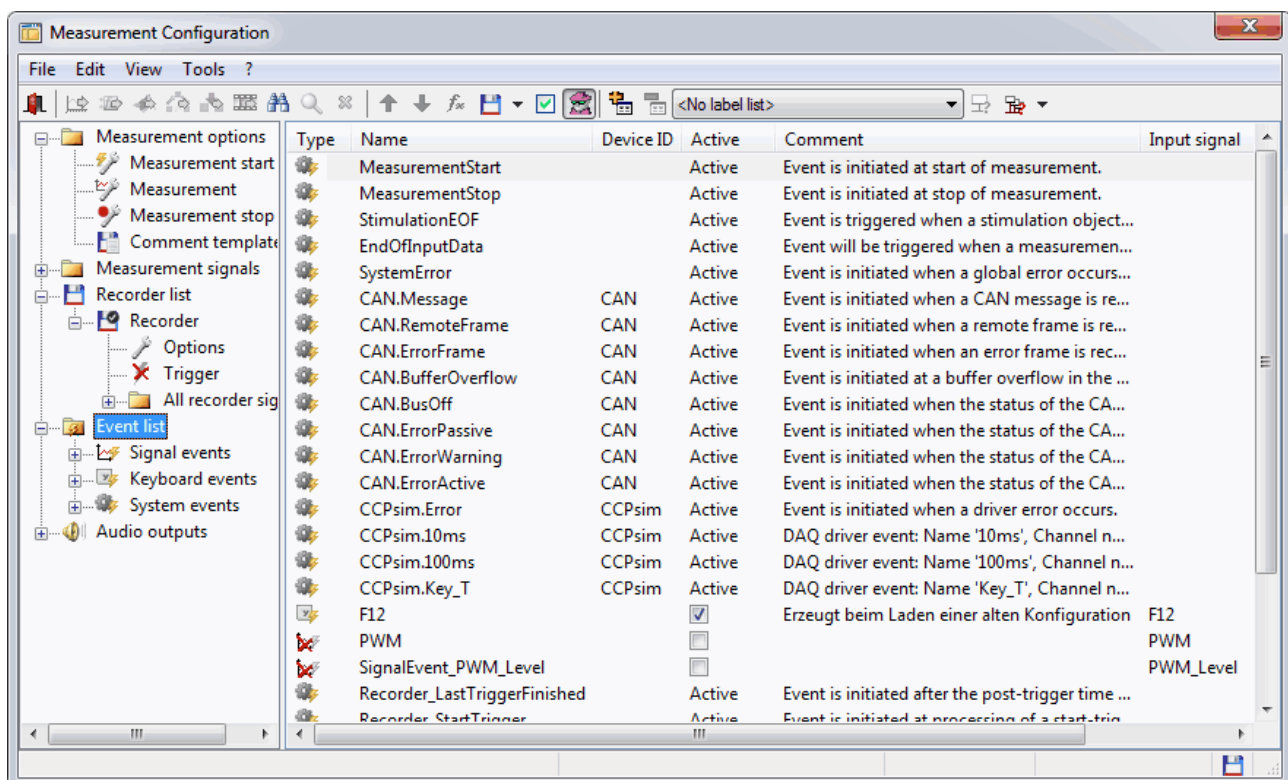 Measurement Configuration
File Edit View Tools ?
<No label list>
Measurement options
Measurement start
Measurement
Measurement stop
Comment template
Measurement signals
Recorder list
Recorder
Options
Trigger
All recorder sig
Event list
Signal events
Keyboard events
System events
Audio outputs
Type Name Device ID Active Comment Input signal
MeasurementStart Active Event is initiated at start of measurement.
MeasurementStop Active Event is initiated at stop of measurement.
StimulationEOF Active Event is triggered when a stimulation object...
EndOfInputData Active Event will be triggered when a measuremen...
SystemError Active Event is initiated when a global error occurs...
CAN.Message CAN Active Event is initiated when a CAN message is re...
CAN.RemoteFrame CAN Active Event is initiated when a remote frame is re...
CAN.ErrorFrame CAN Active Event is initiated when an error frame is rec...
CAN.BufferOverflow CAN Active Event is initiated at a buffer overflow in the ...
CAN.BusOff CAN Active Event is initiated when the status of the CA...
CAN.ErrorPassive CAN Active Event is initiated when the status of the CA...
CAN.ErrorWarning CAN Active Event is initiated when the status of the CA...
CAN.ErrorActive CAN Active Event is initiated when the status of the CA...
CCPsim.Error CCPsim Active Event is initiated when a driver error occurs.
CCPsim.10ms CCPsim Active DAQ driver event: Name '10ms', Channel n...
CCPsim.100ms CCPsim Active DAQ driver event: Name '100ms', Channel n...
CCPsim.Key_T CCPsim Active DAQ driver event: Name 'Key_T', Channel n...
F12 Erzeugt beim Laden einer alten Konfiguration F12
PWM PWM
SignalEvent_PWM_Level PWM_Level
Recorder_LastTriggerFinished Active Event is initiated after the post-trigger time ...
Recorder_StartTrigger Active Event is initiated at processing of a start-trig...